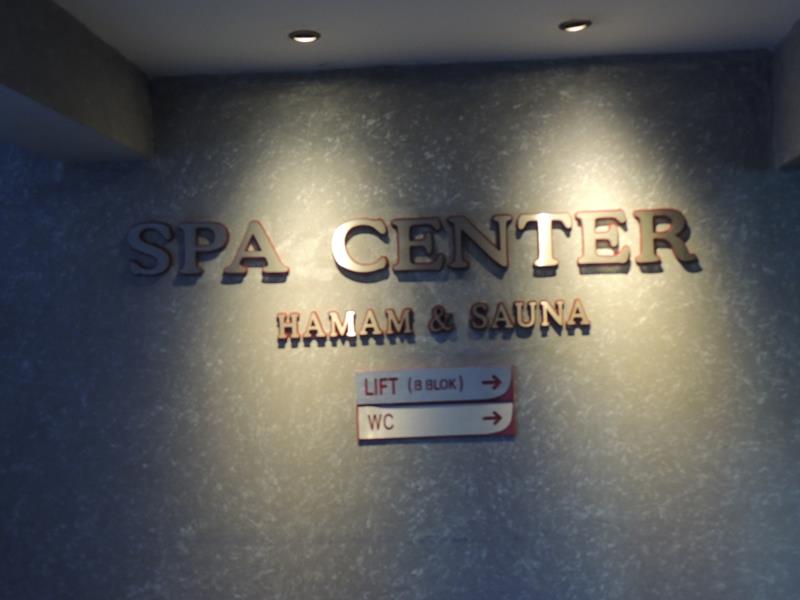 SPA CENTER
HAMAM & SAUNA
LIFT (B BLOK) →
WC →